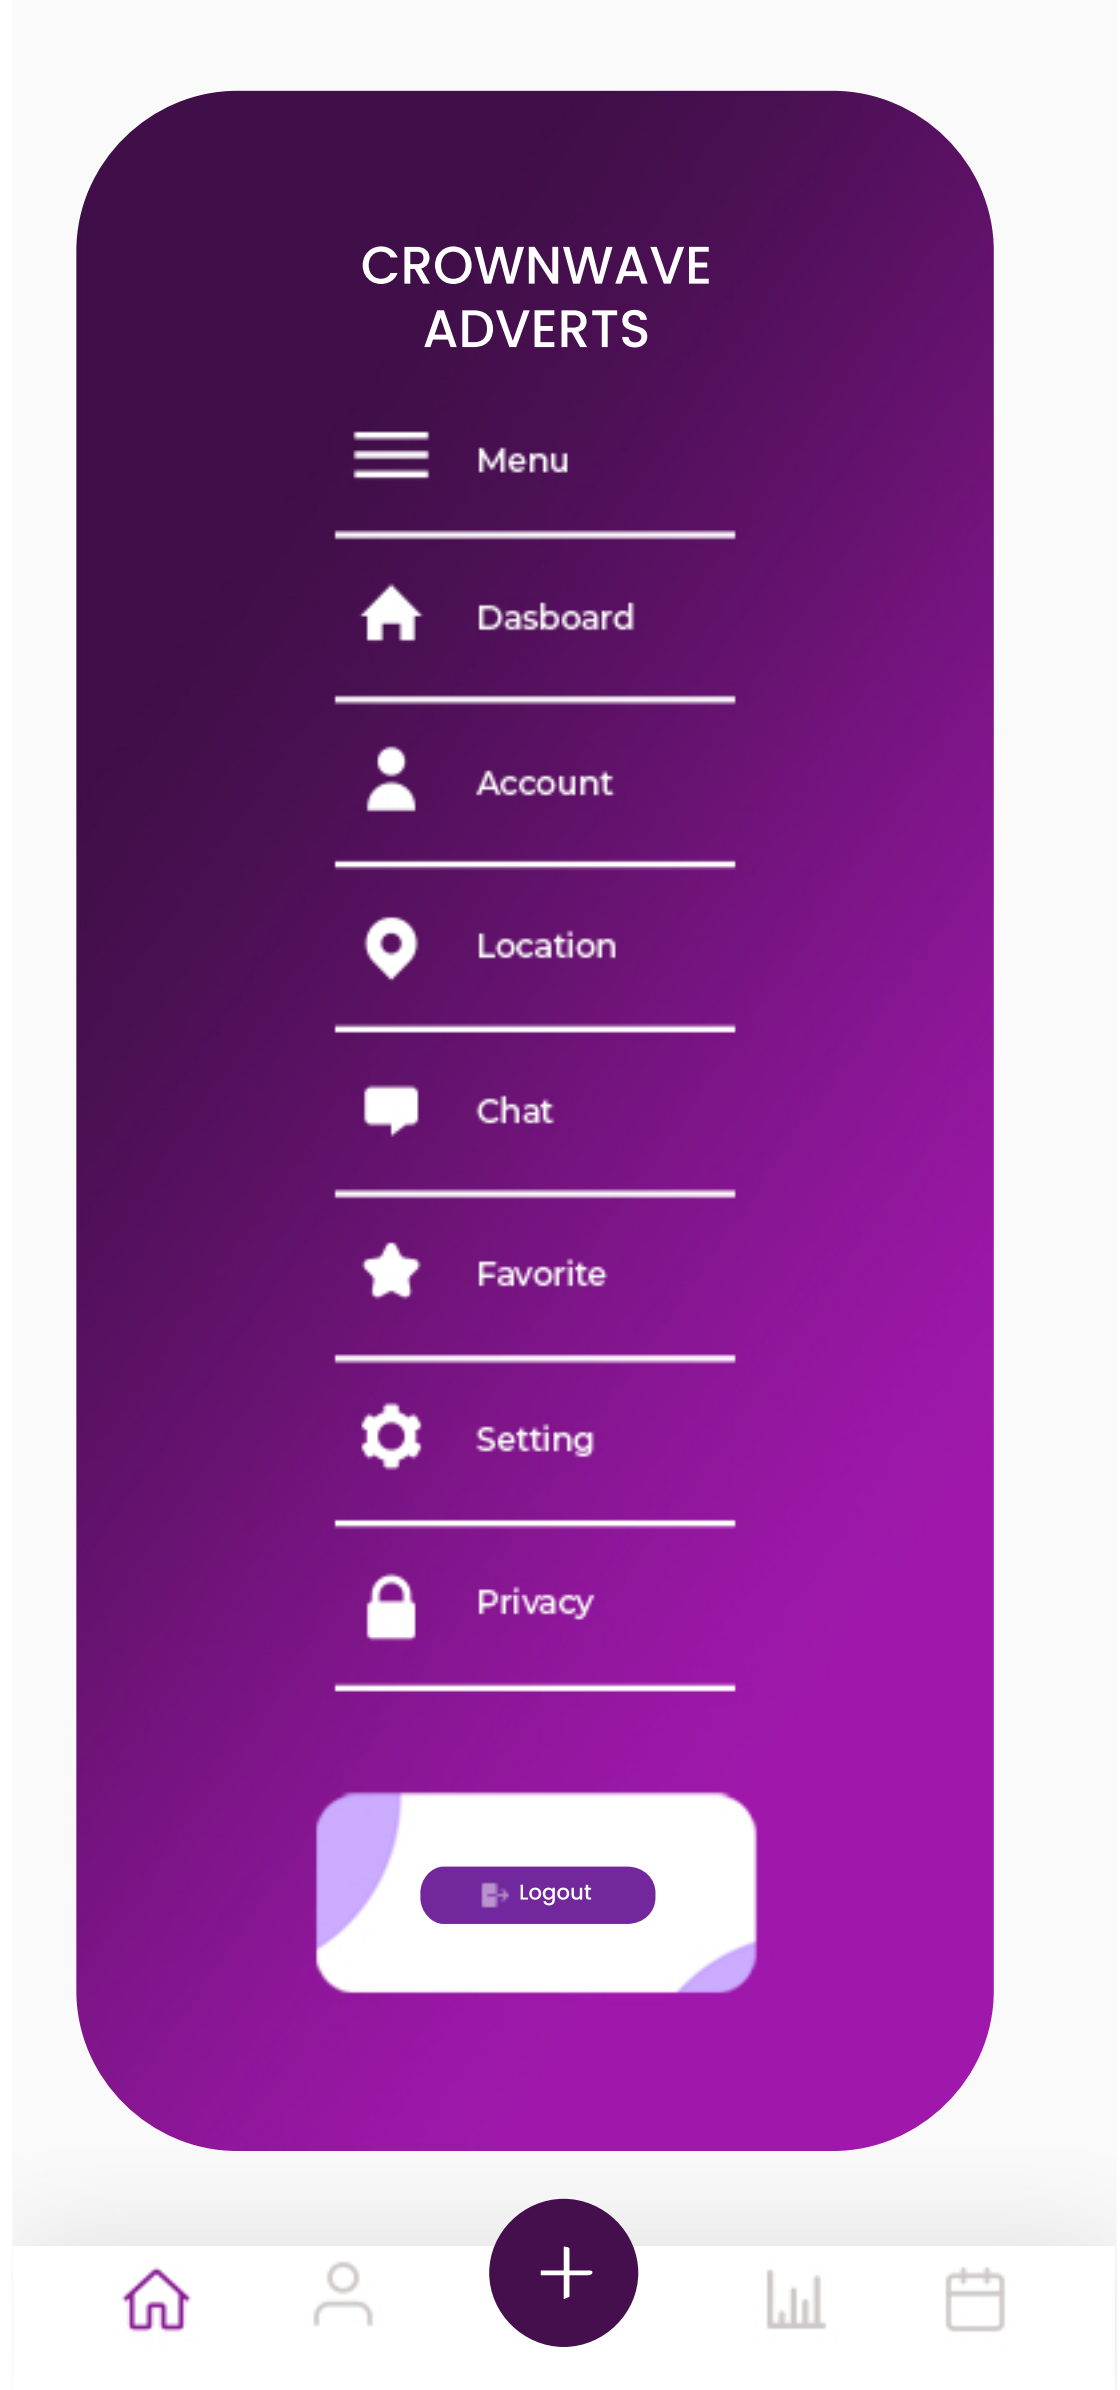 CROWNWAVE
ADVERTS
Menu
Dasboard
Account
Location
Chat
Favorite
Setting
Privacy
Logout